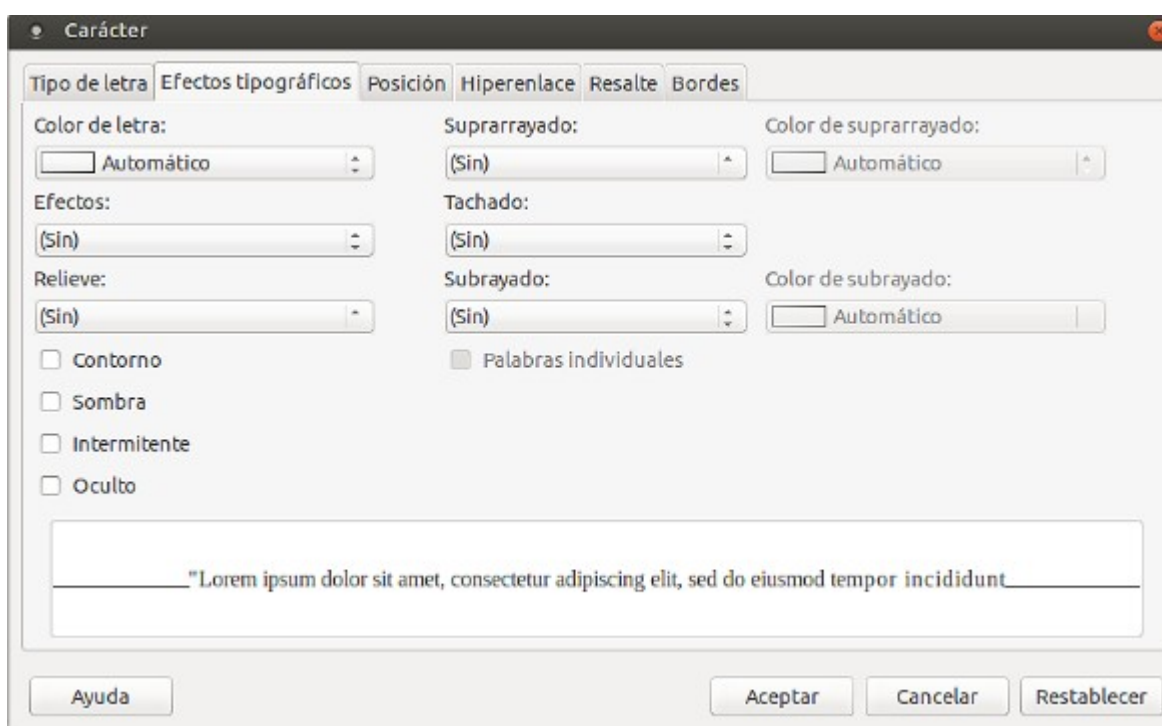 Carácter
Tipo de letra Efectos tipográficos Posición Hiperenlace Resalte Bordes
Color de letra: Suprarrayado: Color de suprarrayado:
Automático (Sin) Automático
Efectos: Tachado:
(Sin) (Sin)
Relieve: Subrayado: Color de subrayado:
(Sin) (Sin) Automático
Contorno Palabras individuales
Sombra
Intermitente
Oculto
"Lorem ipsum dolor sit amet, consectetur adipiscing elit, sed do eiusmod tempor incididunt
Ayuda Aceptar Cancelar Restablecer